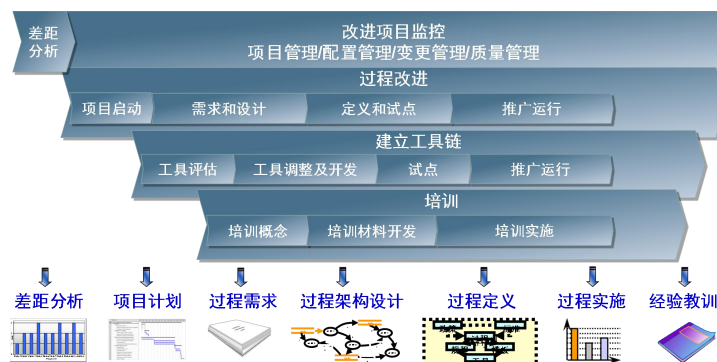 差距
分析
改进项目监控
项目管理/配置管理/变更管理/质量管理
过程改进
项目启动 需求和设计 定义和试点 推广运行
建立工具链
工具评估 工具调整及开发 试点 推广运行
培训
培训概念 培训材料开发 培训实施
差距分析 项目计划 过程需求 过程架构设计 过程定义 过程实施 经验教训